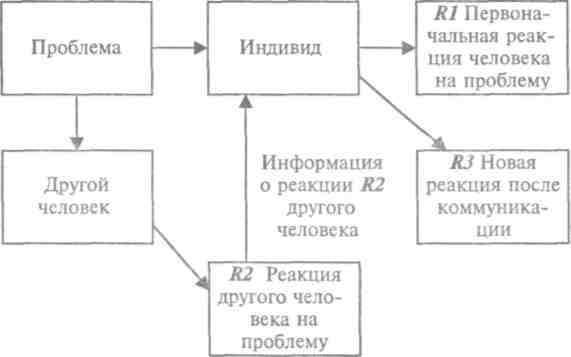 Проблема
Индивид
R1 Первона-
чальная реак-
ция человека
на проблему
Другой
человек
Информация
о реакции R2
другого
человека
R3 Новая
реакция после
коммуника-
ции
R2 Реакция
другого чело-
века на
проблему